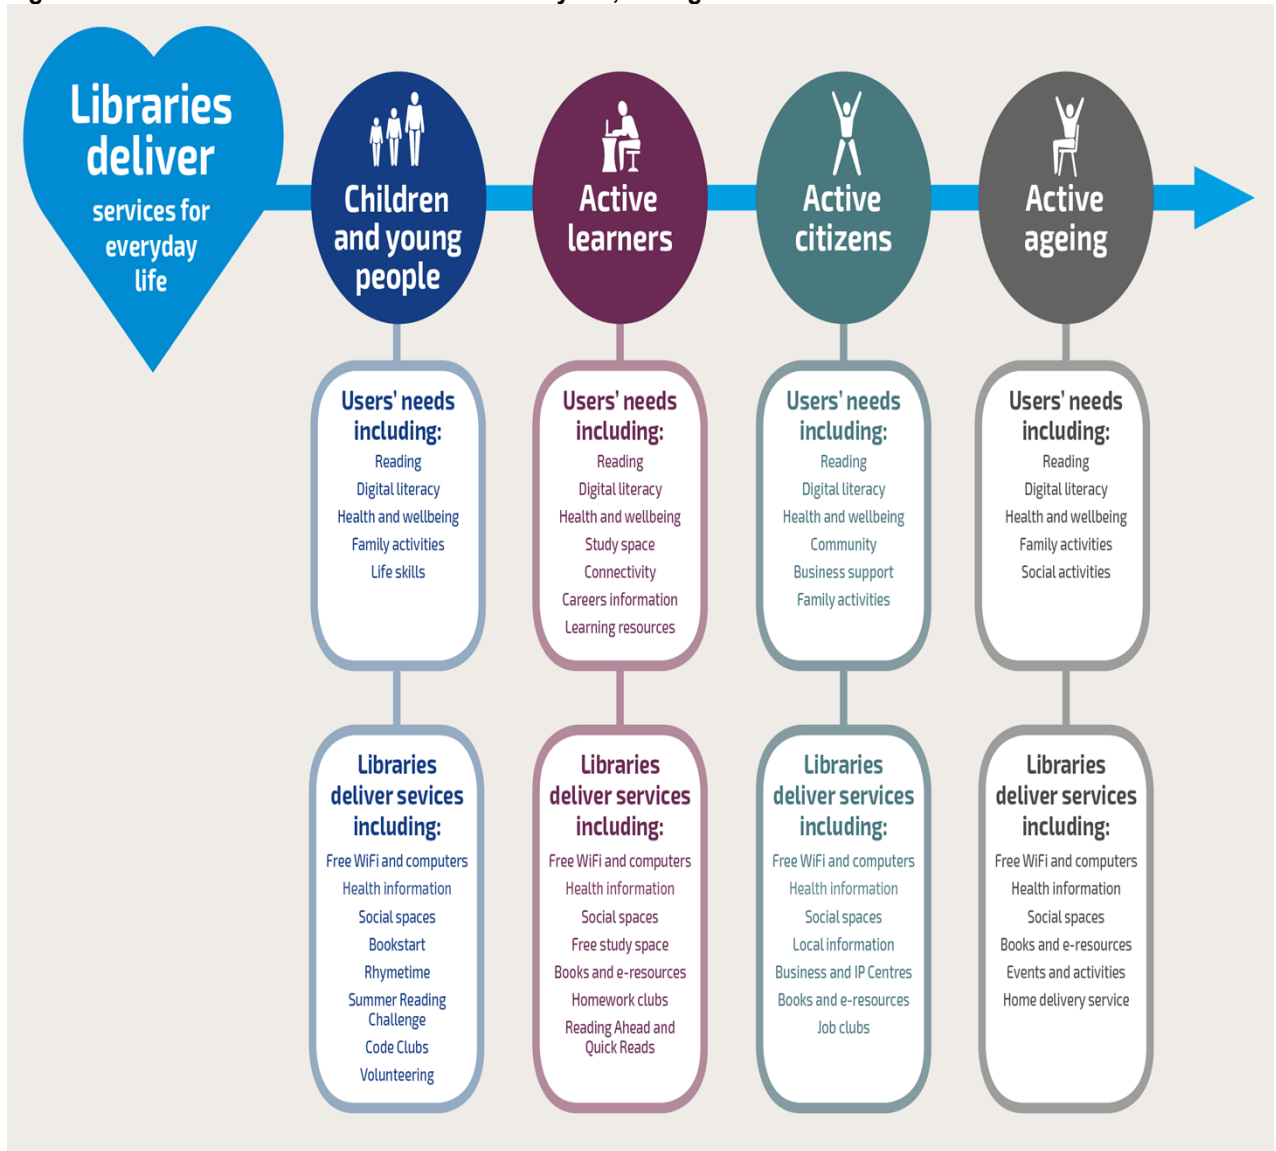 Libraries
deliver
services for
everyday
life
Children
and young
people
Active
learners
Active
citizens
Active
ageing
Users' needs
including:
Reading
Digital literacy
Health and wellbeing
Family activities
Life skills
Users' needs
including:
Reading
Digital literacy
Health and wellbeing
Study space
Connectivity
Careers information
Learning resources
Users' needs
including:
Reading
Digital literacy
Health and wellbeing
Community
Business support
Family activities
Users' needs
including:
Reading
Digital literacy
Health and wellbeing
Family activities
Social activities
Libraries
deliver sevices
including:
Free WiFi and computers
Health information
Social spaces
Bookstart
Rhymetime
Summer Reading
Challenge
Code Clubs
Volunteering
Libraries
deliver services
including:
Free WiFi and computers
Health information
Social spaces
Free study space
Books and e-resources
Homework clubs
Reading Ahead and
Quick Reads
Libraries
deliver services
including:
Free WiFi and computers
Health information
Social spaces
Local information
Business and IP Centres
Books and e-resources
Job clubs
Libraries
deliver services
including:
Free WiFi and computers
Health information
Social spaces
Books and e-resources
Events and activities
Home delivery service